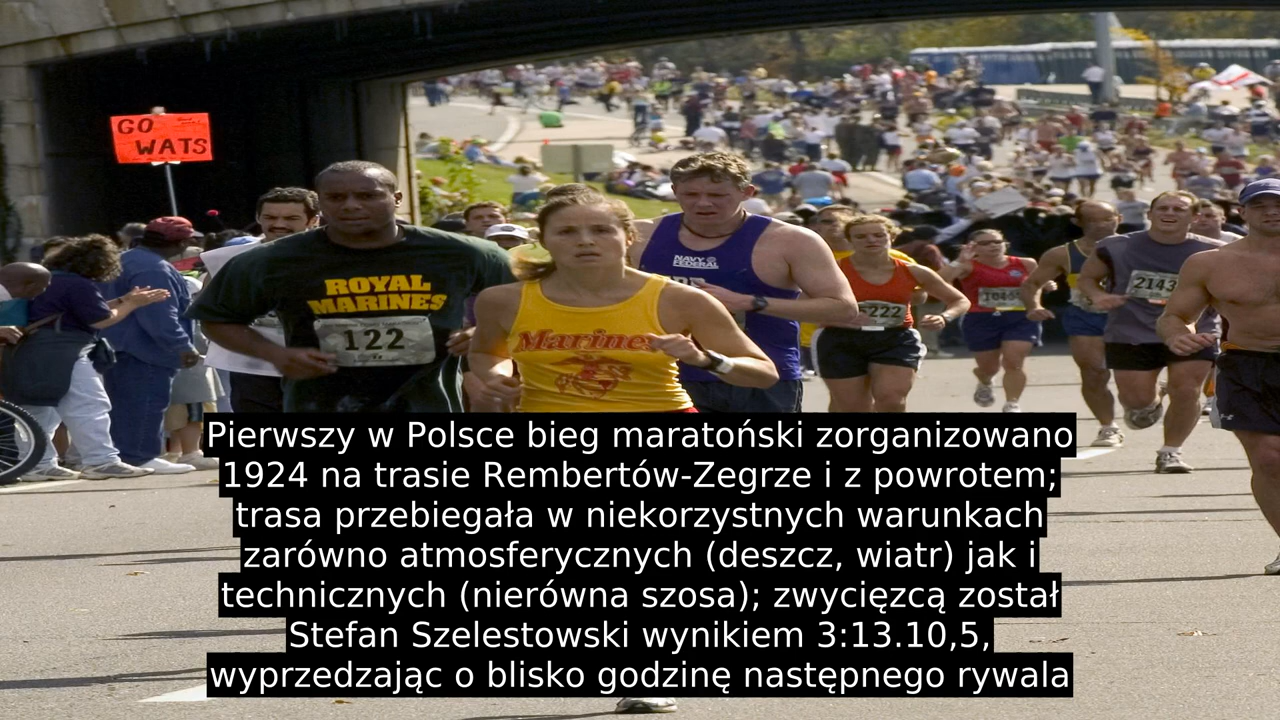 GO
WATS
ROYAL
MARINES
122
Marines
NAVY
FEDERAL
222
2143
Pierwszy w Polsce bieg maratoński zorganizowano
1924 na trasie Rembertów-Zegrze i z powrotem;
trasa przebiegała w niekorzystnych warunkach
zarówno atmosferycznych (deszcz, wiatr) jak i
technicznych (nierówna szosa); zwycięzcą został
Stefan Szelestowski wynikiem 3:13.10,5,
wyprzedzając o blisko godzinę następnego rywala